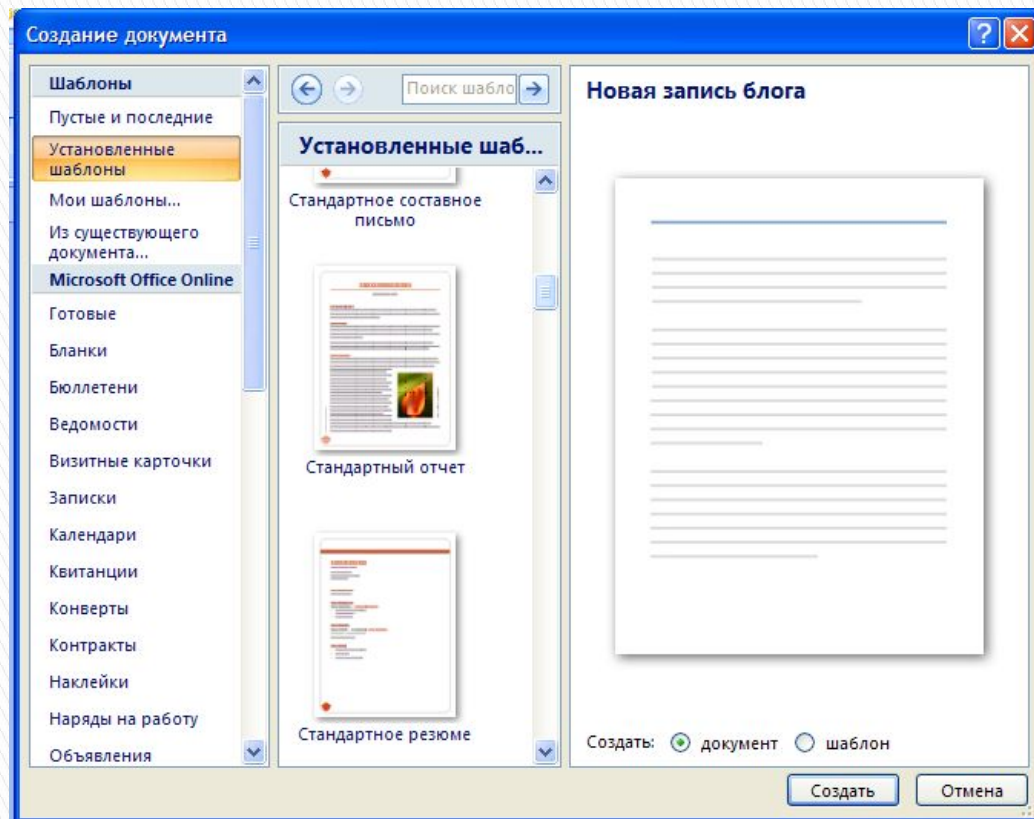 Создание документа
Шаблоны
Пустые и последние
Установленные
шаблоны
Мои шаблоны...
Из существующего
документа...
Microsoft Office Online
Готовые
Бланки
Бюллетени
Ведомости
Визитные карточки
Записки
Календари
Квитанции
Конверты
Контракты
Наклейки
Наряды на работу
Объявления
Поиск шабло
Установленные шаб...
Стандартное составное
письмо
Стандартный отчет
Стандартное резюме
Новая запись блога
Создать: документ шаблон
Создать Отмена